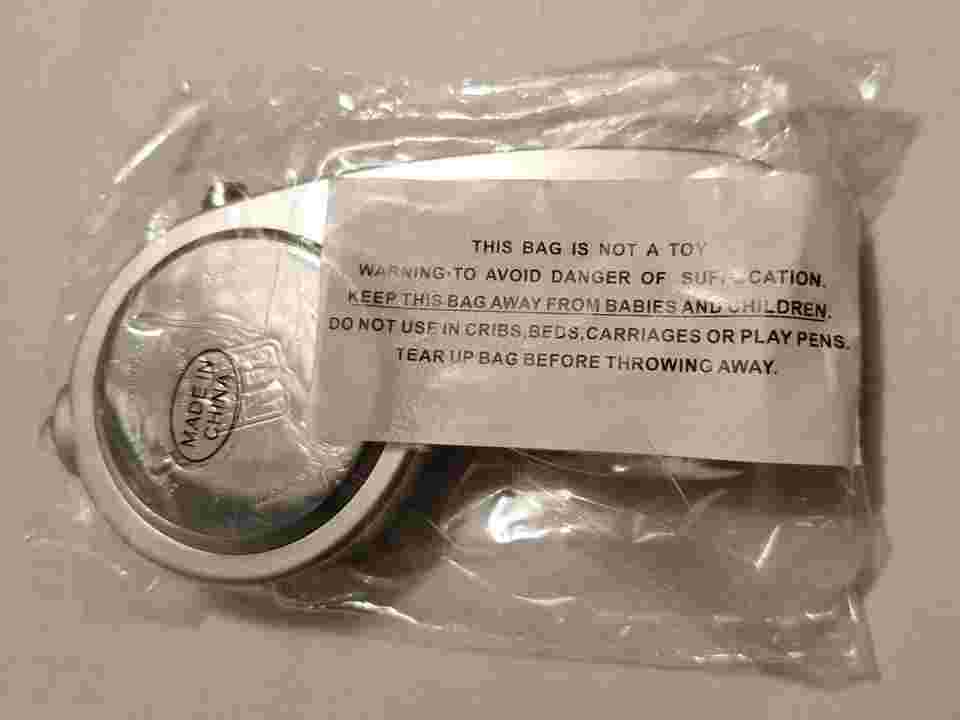 THIS BAG IS NOT A TOY
WARNING-TO AVOID DANGER OF SUFFOCATION.
KEEP THIS BAG AWAY FROM BABIES AND CHILDREN.
DO NOT USE IN CRIBS,BEDS,CARRIAGES OR PLAY PENS.
TEAR UP BAG BEFORE THROWING AWAY.
MADE IN
CHINA